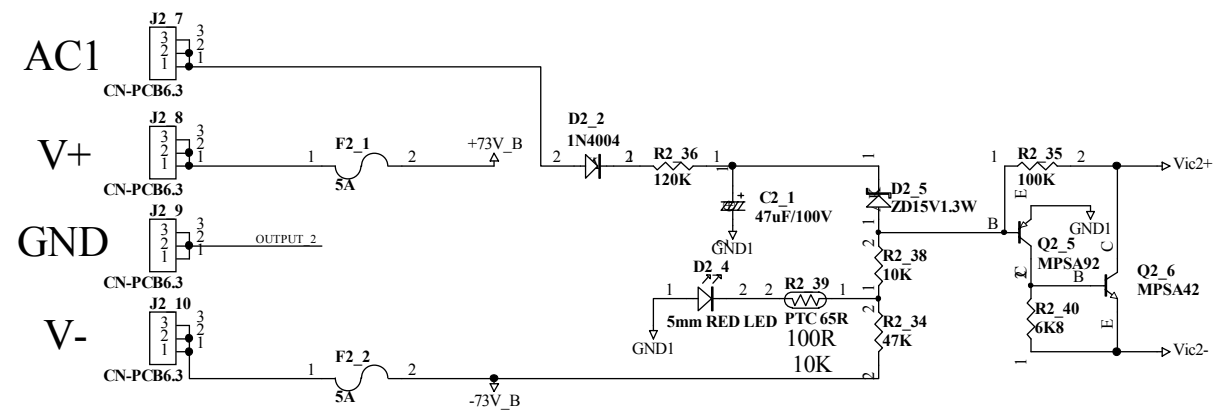 J2_7
AC1
3 3
2 2
1 1
CN-PCB6.3
J2_8
V+
3 3
2 2
1 1
CN-PCB6.3
F2_1
1 2
5A
+73V_B
D2_2
1N4004
2
R2_36
1
120K
C2_1
+
47uF/100V
GND1
1
D2_5
ZD15V1.3W
1
1 R2_35 2
100K
Vic2+
J2_9
GND
3 3
2 2
1 1
CN-PCB6.3
OUTPUT_2
B
E
GND1
Q2_5
MPSA92
C
B
C
Q2_6
MPSA42
E
2
R2_38
10K
1
D2_4
1 2
5mm RED LED
GND1
R2_39
2 1
PTC 65R
100R
10K
2
R2_34
47K
2
R2_40
6K8
1
Vic2-
J2_10
V-
3 3
2 2
1 1
CN-PCB6.3
F2_2
1 2
5A
-73V_B